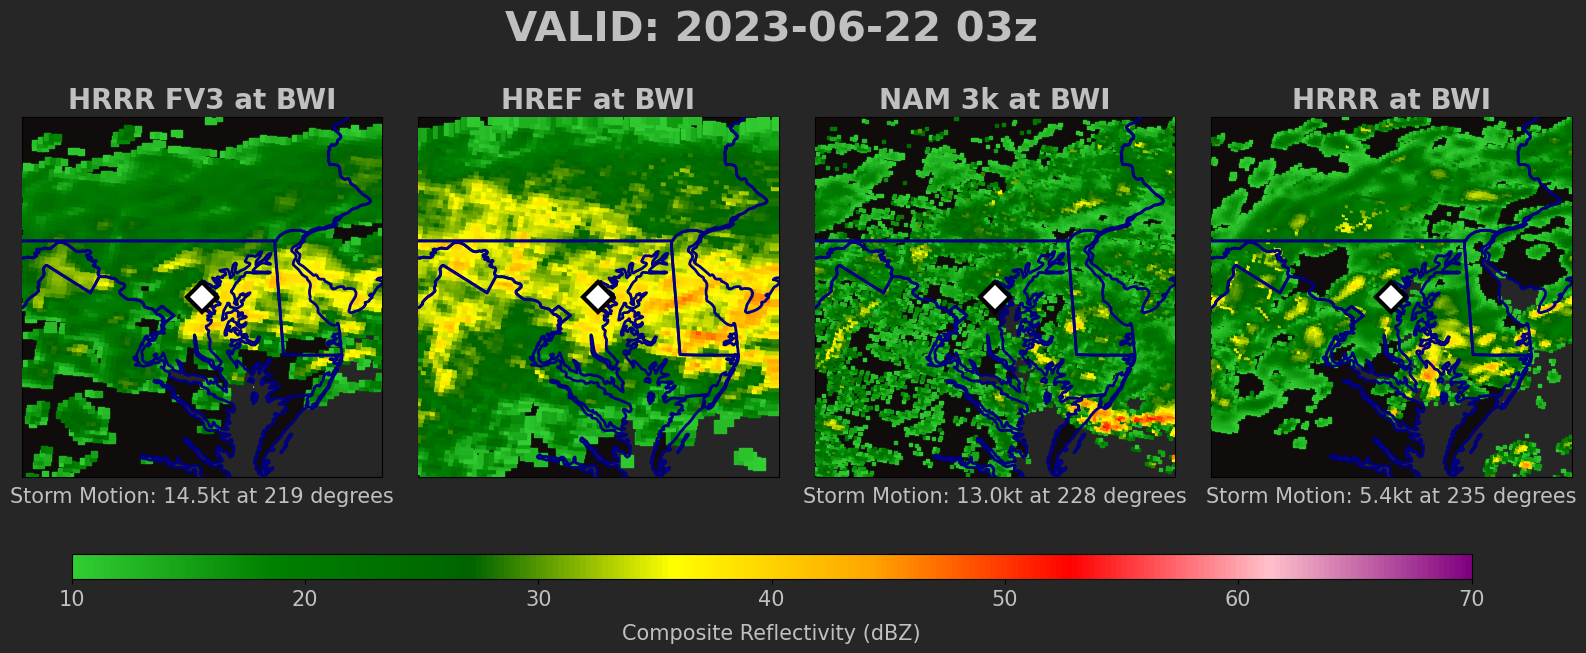 VALID: 2023-06-22 03z
HRRR FV3 at BWI
HREF at BWI
NAM 3k at BWI
HRRR at BWI
Storm Motion: 14.5kt at 219 degrees
Storm Motion: 13.0kt at 228 degrees
Storm Motion: 5.4kt at 235 degrees
10 20 30 40 50 60 70
Composite Reflectivity (dBZ)